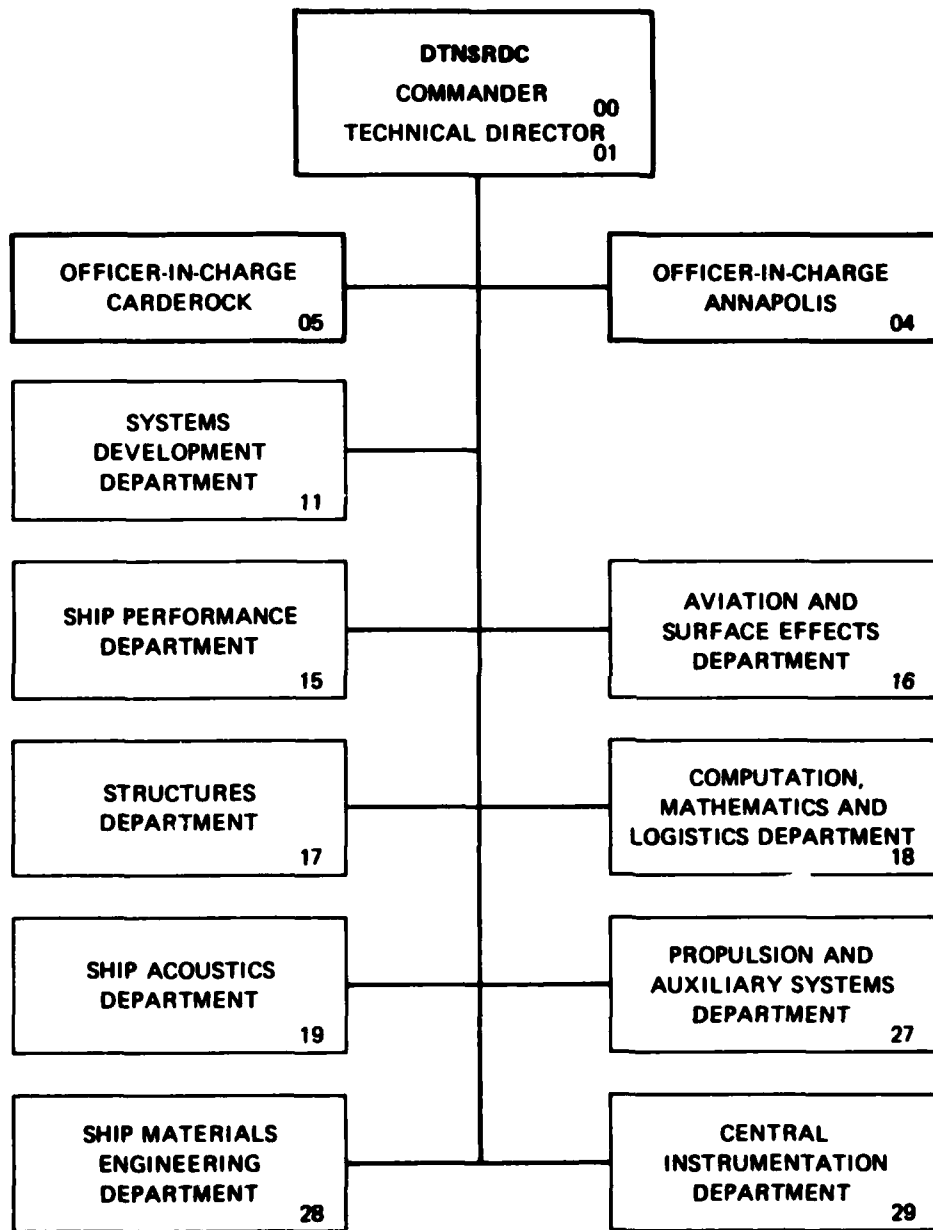 DTNSRDC
COMMANDER
00
TECHNICAL DIRECTOR
01
OFFICER-IN-CHARGE
CARDEROCK
05
OFFICER-IN-CHARGE
ANNAPOLIS
04
SYSTEMS
DEVELOPMENT
DEPARTMENT
11
SHIP PERFORMANCE
DEPARTMENT
15
AVIATION AND
SURFACE EFFECTS
DEPARTMENT
16
STRUCTURES
DEPARTMENT
17
COMPUTATION,
MATHEMATICS AND
LOGISTICS DEPARTMENT
18
SHIP ACOUSTICS
DEPARTMENT
19
PROPULSION AND
AUXILIARY SYSTEMS
DEPARTMENT
27
SHIP MATERIALS
ENGINEERING
DEPARTMENT
28
CENTRAL
INSTRUMENTATION
DEPARTMENT
29